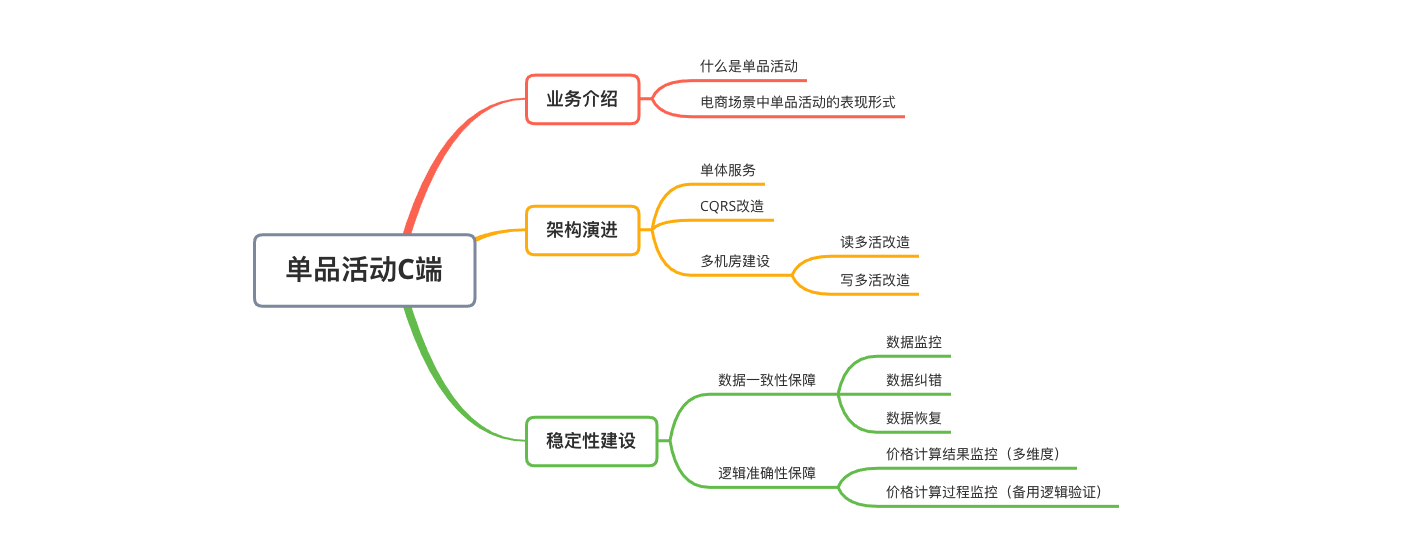 单品活动C端
业务介绍
什么是单品活动
电商场景中单品活动的表现形式
架构演进
单体服务
CQRS改造
多机房建设
读多活改造
写多活改造
稳定性建设
数据一致性保障
数据监控
数据纠错
数据恢复
逻辑准确性保障
价格计算结果监控（多维度）
价格计算过程监控（备用逻辑验证）